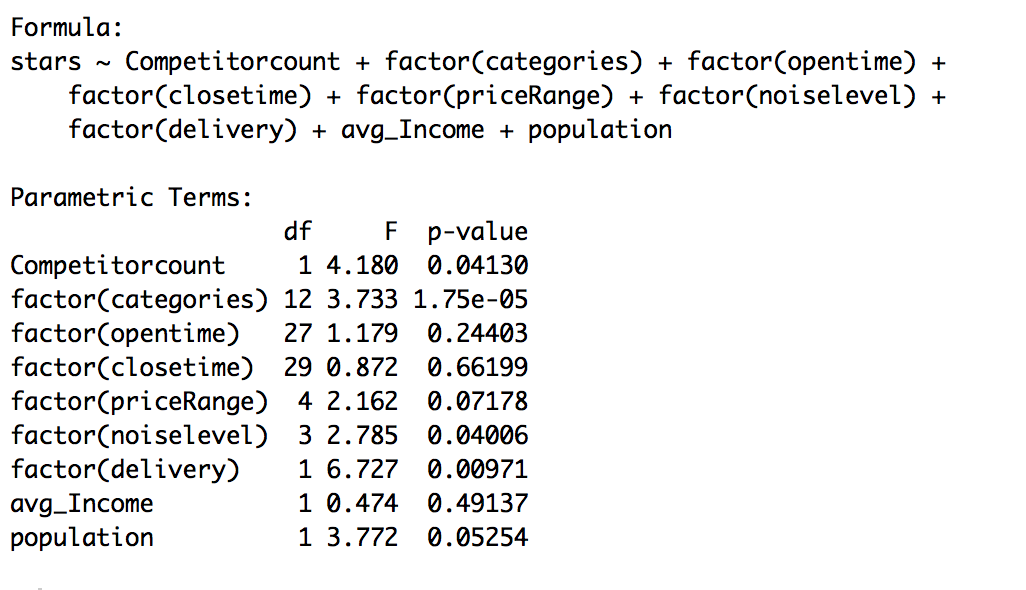 Formula:
stars ~ Competitorcount + factor(categories) + factor(opentime) +
    factor(closetime) + factor(priceRange) + factor(noiselevel) +
    factor(delivery) + avg_Income + population

Parametric Terms:
                   df     F  p-value
Competitorcount     1 4.180  0.04130
factor(categories) 12 3.733 1.75e-05
factor(opentime)   27 1.179  0.24403
factor(closetime)  29 0.872  0.66199
factor(priceRange)  4 2.162  0.07178
factor(noiselevel)  3 2.785  0.04006
factor(delivery)    1 6.727  0.00971
avg_Income          1 0.474  0.49137
population          1 3.772  0.05254